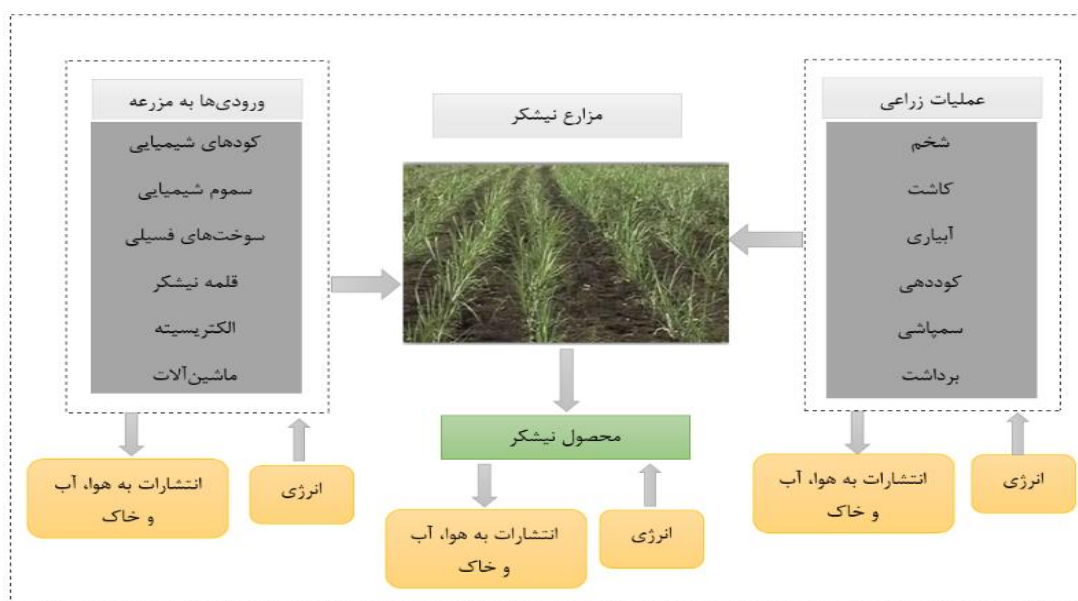 عملیات زراعی
شخم
کاشت
آبیاری
کوددهی
سمپاشی
برداشت
انتشارات به هوا، آب
و خاک
انرژی
مزارع نیشکر
محصول نیشکر
انتشارات به هوا، آب
و خاک
انرژی
ورودی‌ها به مزرعه
کودهای شیمیایی
سموم شیمیایی
سوخت‌های فسیلی
قلمه نیشکر
الکتریسیته
ماشین‌آلات
انتشارات به هوا، آب
و خاک
انرژی